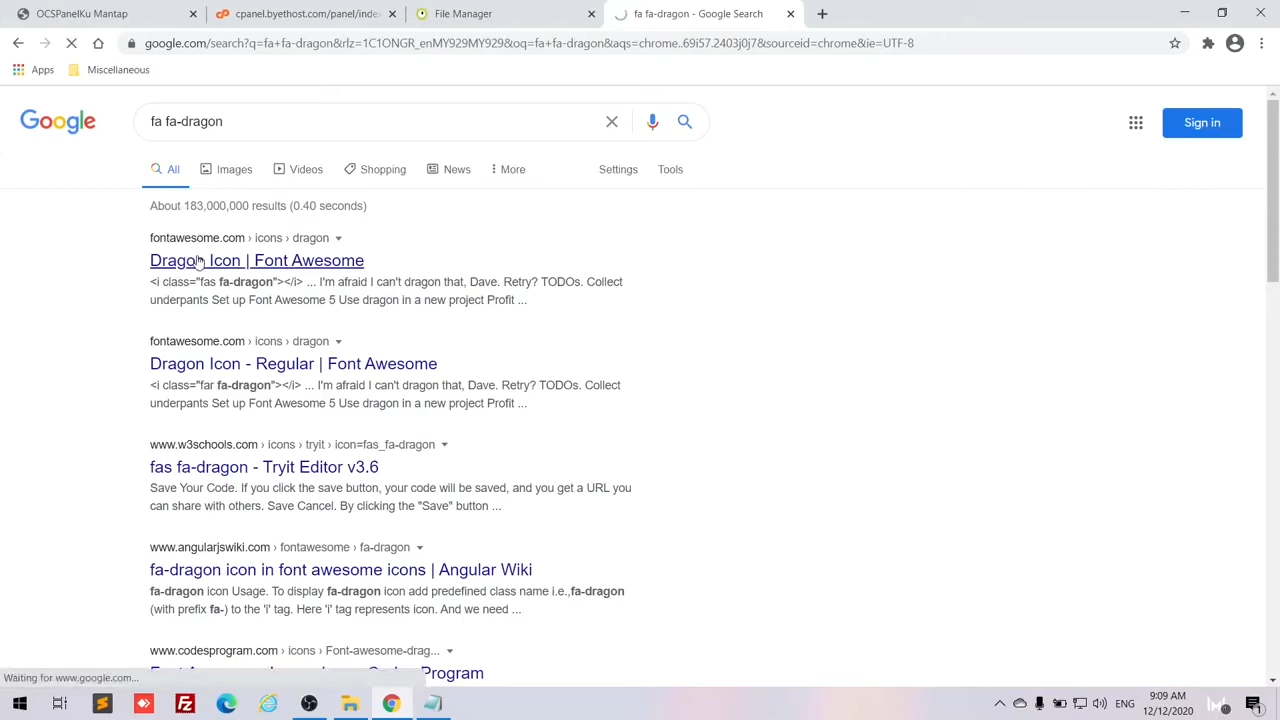 OCSPanelKu Mantap
cpanel.byethost.com/panel/index
File Manager
fa fa-dragon - Google Search
google.com/search?q=fa+fa-dragon&rlz=1C1ONGR_enMY929MY929&oq=fa+fa-dragon&aqs=chrome..69i57.2403j0j7&sourceid=chrome&ie=UTF-8
Apps
Miscellaneous
Google
fa fa-dragon
Sign in
All
Images
Videos
Shopping
News
More
Settings
Tools
About 183,000,000 results (0.40 seconds)
fontawesome.com › icons › dragon
Dragon Icon | Font Awesome
<i class="fas fa-dragon"></i> ... I'm afraid I can't dragon that, Dave. Retry? TODOs. Collect
underpants Set up Font Awesome 5 Use dragon in a new project Profit ...
fontawesome.com › icons › dragon
Dragon Icon - Regular | Font Awesome
<i class="far fa-dragon"></i> ... I'm afraid I can't dragon that, Dave. Retry? TODOs. Collect
underpants Set up Font Awesome 5 Use dragon in a new project Profit ...
www.w3schools.com › icons › tryit › icon=fas_fa-dragon
fas fa-dragon - Tryit Editor v3.6
Save Your Code. If you click the save button, your code will be saved, and you get a URL you
can share with others. Save Cancel. By clicking the "Save" button ...
www.angularjswiki.com › fontawesome › fa-dragon
fa-dragon icon in font awesome icons | Angular Wiki
fa-dragon icon Usage. To display fa-dragon icon add predefined class name i.e.,fa-dragon
(with prefix fa-) to the 'i' tag. Here 'i' tag represents icon. And we need ...
www.codesprogram.com › icons › Font-awesome-drag...
Program
Waiting for www.google.com...
ENG
9:09 AM
12/12/2020